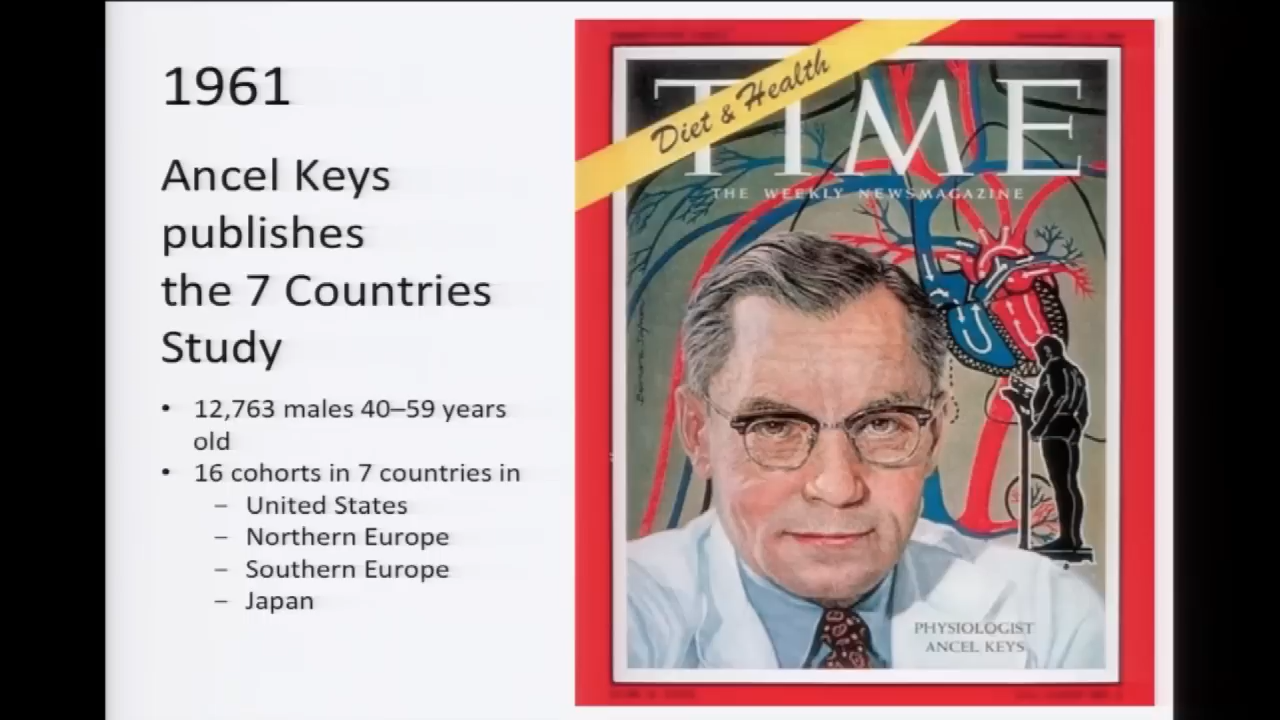 1961
Ancel Keys
publishes
the 7 Countries
Study
• 12,763 males 40–59 years
old
• 16 cohorts in 7 countries in
– United States
– Northern Europe
– Southern Europe
– Japan
Diet & Health
TIME
THE WEEKLY NEWSMAGAZINE
PHYSIOLOGIST
ANCEL KEYS